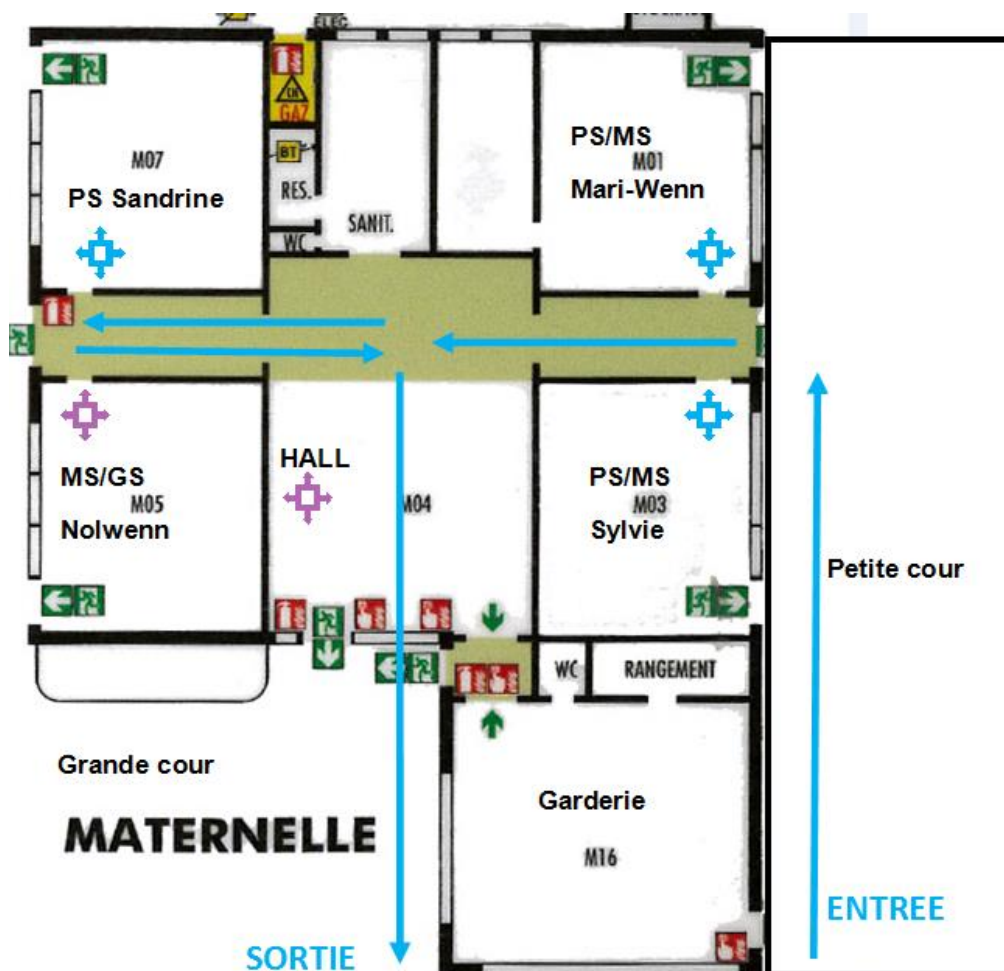 ELEC
GAZ
BT
M07
PS Sandrine
RES.
WC
SANIT.
PS/MS
M01
Mari-Wenn
MS/GS
M05
Nolwenn
HALL
M04
PS/MS
M03
Sylvie
Petite cour
WC
RANGEMENT
Grande cour
MATERNELLE
Garderie
M16
SORTIE
ENTREE